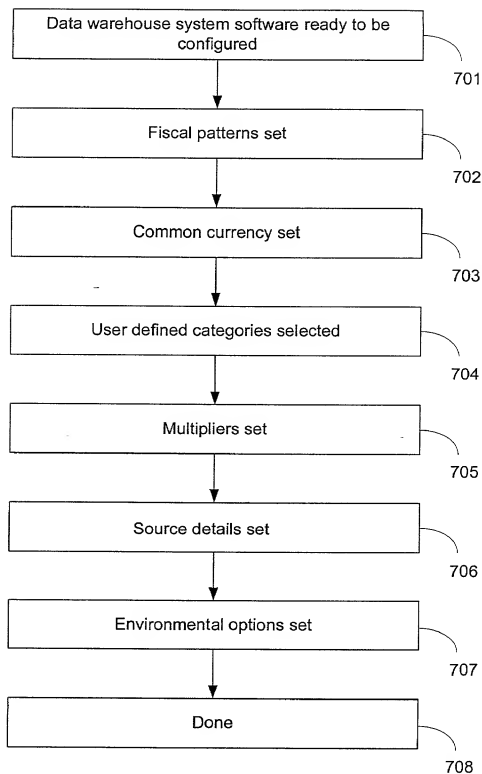 Data warehouse system software ready to be
configured
701
Fiscal patterns set
702
Common currency set
703
User defined categories selected
704
Multipliers set
705
Source details set
706
Environmental options set
707
Done
708